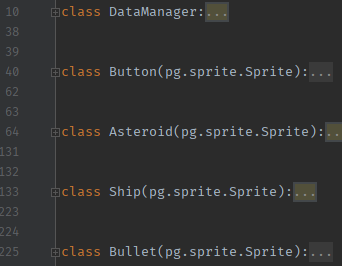 10 class DataManager:...
38
39
40 class Button(pg.sprite.Sprite):...
62
63
64 class Asteroid(pg.sprite.Sprite):..
131
132
133 class Ship(pg.sprite.Sprite):...
223
224
225 class Bullet(pg.sprite.Sprite):...